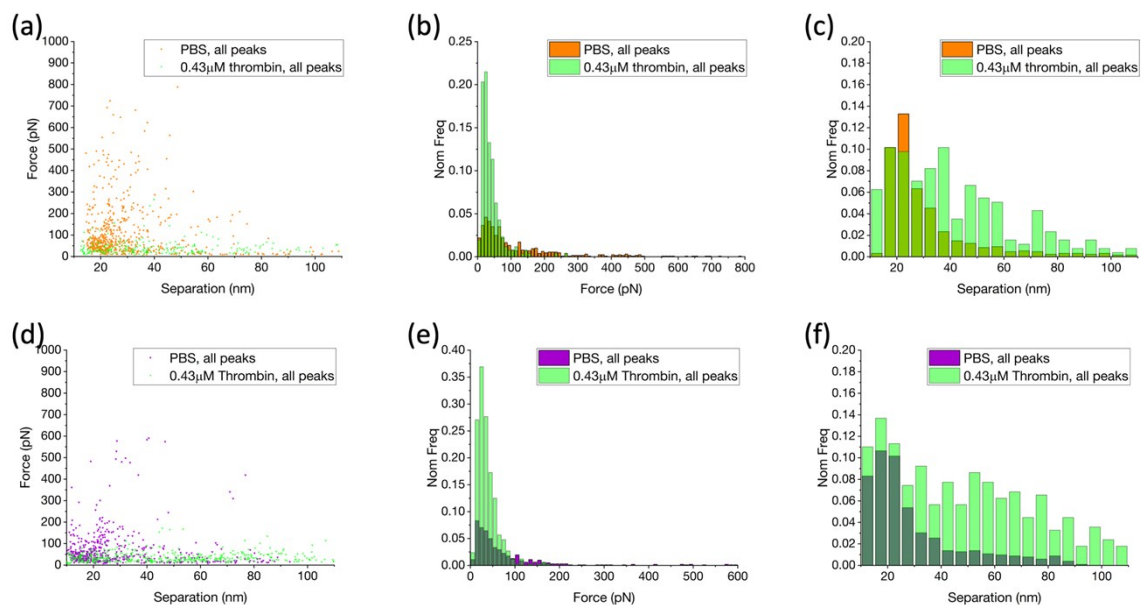 (a)
1000
900
800
700
600
500
400
300
200
100
0
Force (pN)
PBS, all peaks
0.43μM thrombin, all peaks
20 40 60 80 100
Separation (nm)
(b)
0.25
0.20
0.15
0.10
0.05
0.00
Nom Freq
PBS, all peaks
0.43μM thrombin, all peaks
0 100 200 300 400 500 600 700 800
Force (pN)
(c)
0.20
0.18
0.16
0.14
0.12
0.10
0.08
0.06
0.04
0.02
0.00
Nom Freq
PBS, all peaks
0.43μM thrombin, all peaks
20 40 60 80 100
Separation (nm)
(d)
1000
900
800
700
600
500
400
300
200
100
0
Force (pN)
PBS, all peaks
0.43μM Thrombin, all peaks
20 40 60 80 100
Separation (nm)
(e)
0.40
0.35
0.30
0.25
0.20
0.15
0.10
0.05
0.00
Nom Freq
PBS, all peaks
0.43μM Thrombin, all peaks
0 100 200 300 400 500 600
Force (pN)
(f)
0.20
0.18
0.16
0.14
0.12
0.10
0.08
0.06
0.04
0.02
0.00
Nom Freq
PBS, all peaks
0.43μM Thrombin, all peaks
20 40 60 80 100
Separation (nm)